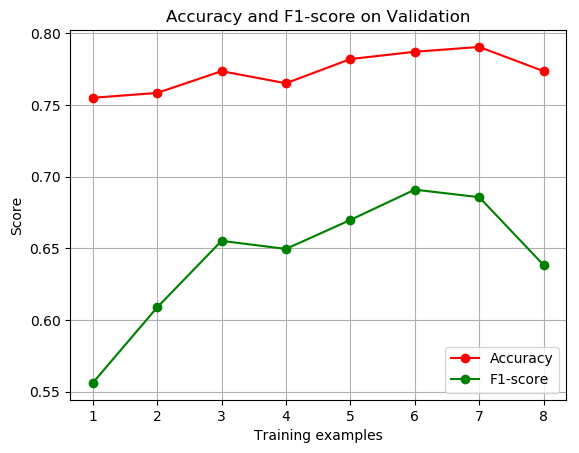 Accuracy and F1-score on Validation
0.80
0.75
0.70
0.65
0.60
0.55
Score
1 2 3 4 5 6 7 8
Training examples
Accuracy
F1-score